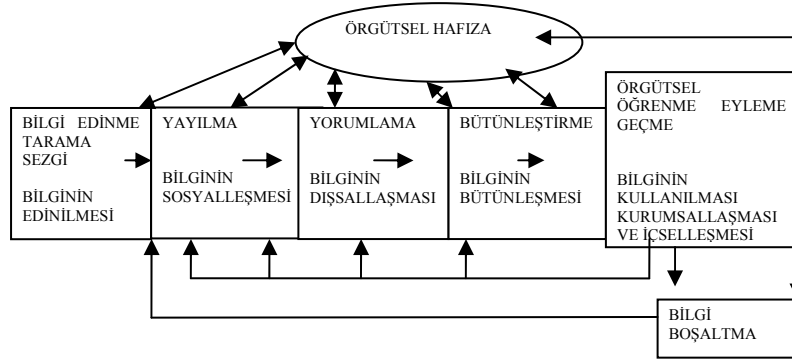 ÖRGÜTSEL HAFIZA
BİLGİ EDİNME
TARAMA
SEZGİ
BİLGİNİN
EDİNİLMESİ
YAYILMA
BİLGİNİN
SOSYALLEŞMESİ
YORUMLAMA
BİLGİNİN
DIŞSALLAŞMASI
BÜTÜNLEŞTİRME
BİLGİNİN
BÜTÜNLEŞMESİ
ÖRGÜTSEL
ÖĞRENME EYLEME
GEÇME
BİLGİNİN
KULLANILMASI
KURUMSALLAŞMASI
VE İÇSELLEŞMESİ
BİLGİ
BOŞALTMA